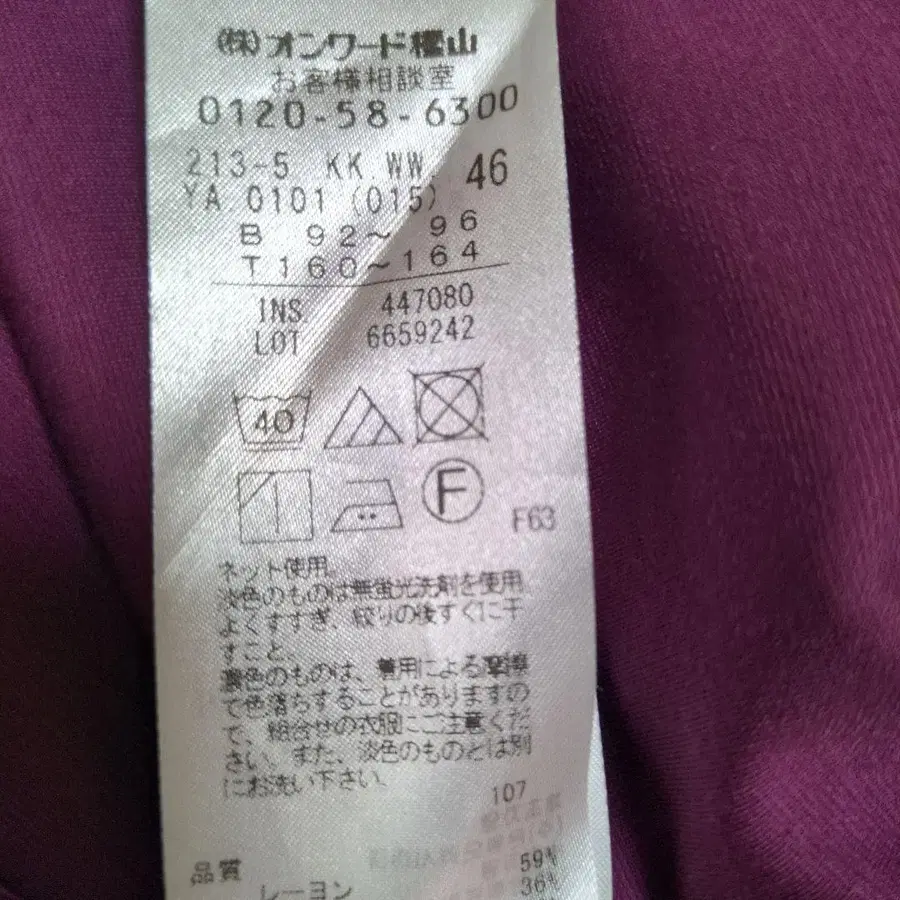 (株)オンワード樫山
お客様相談室
0120-58-6300
213-5 KK.WW. 46
YA.0101 (015)
B 92～ 96
T160～164
INS 447080
LOT 6659242
40
F
F63
ネット使用。
淡色のものは無蛍光洗剤を使用
よくすすぎ、絞りの後すぐに干
すこと。
濃色のものは、着用による摩擦
で色落ちすることがありますの
で、組合せの衣服にご注意くだ
さい。また、淡色のものとは別
にお洗い下さい。
107
品質
59%
レーヨン 36%